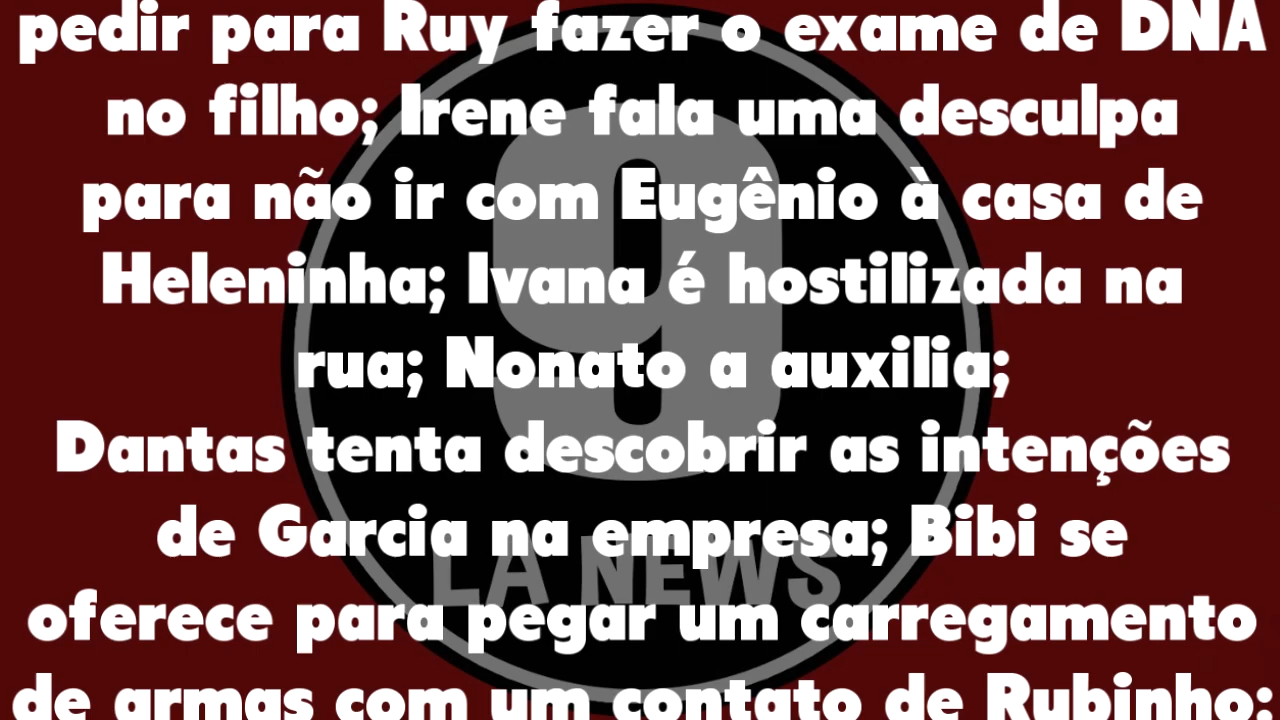 pedir para Ruy fazer o exame de DNA
no filho; Irene fala uma desculpa
para não ir com Eugênio à casa de
Heleninha; Ivana é hostilizada na
rua; Nonato a auxilia;
Dantas tenta descobrir as intenções
de Garcia na empresa; Bibi se
oferece para pegar um carregamento
de armas com um contato de Rubinho;
9
LA NEWS